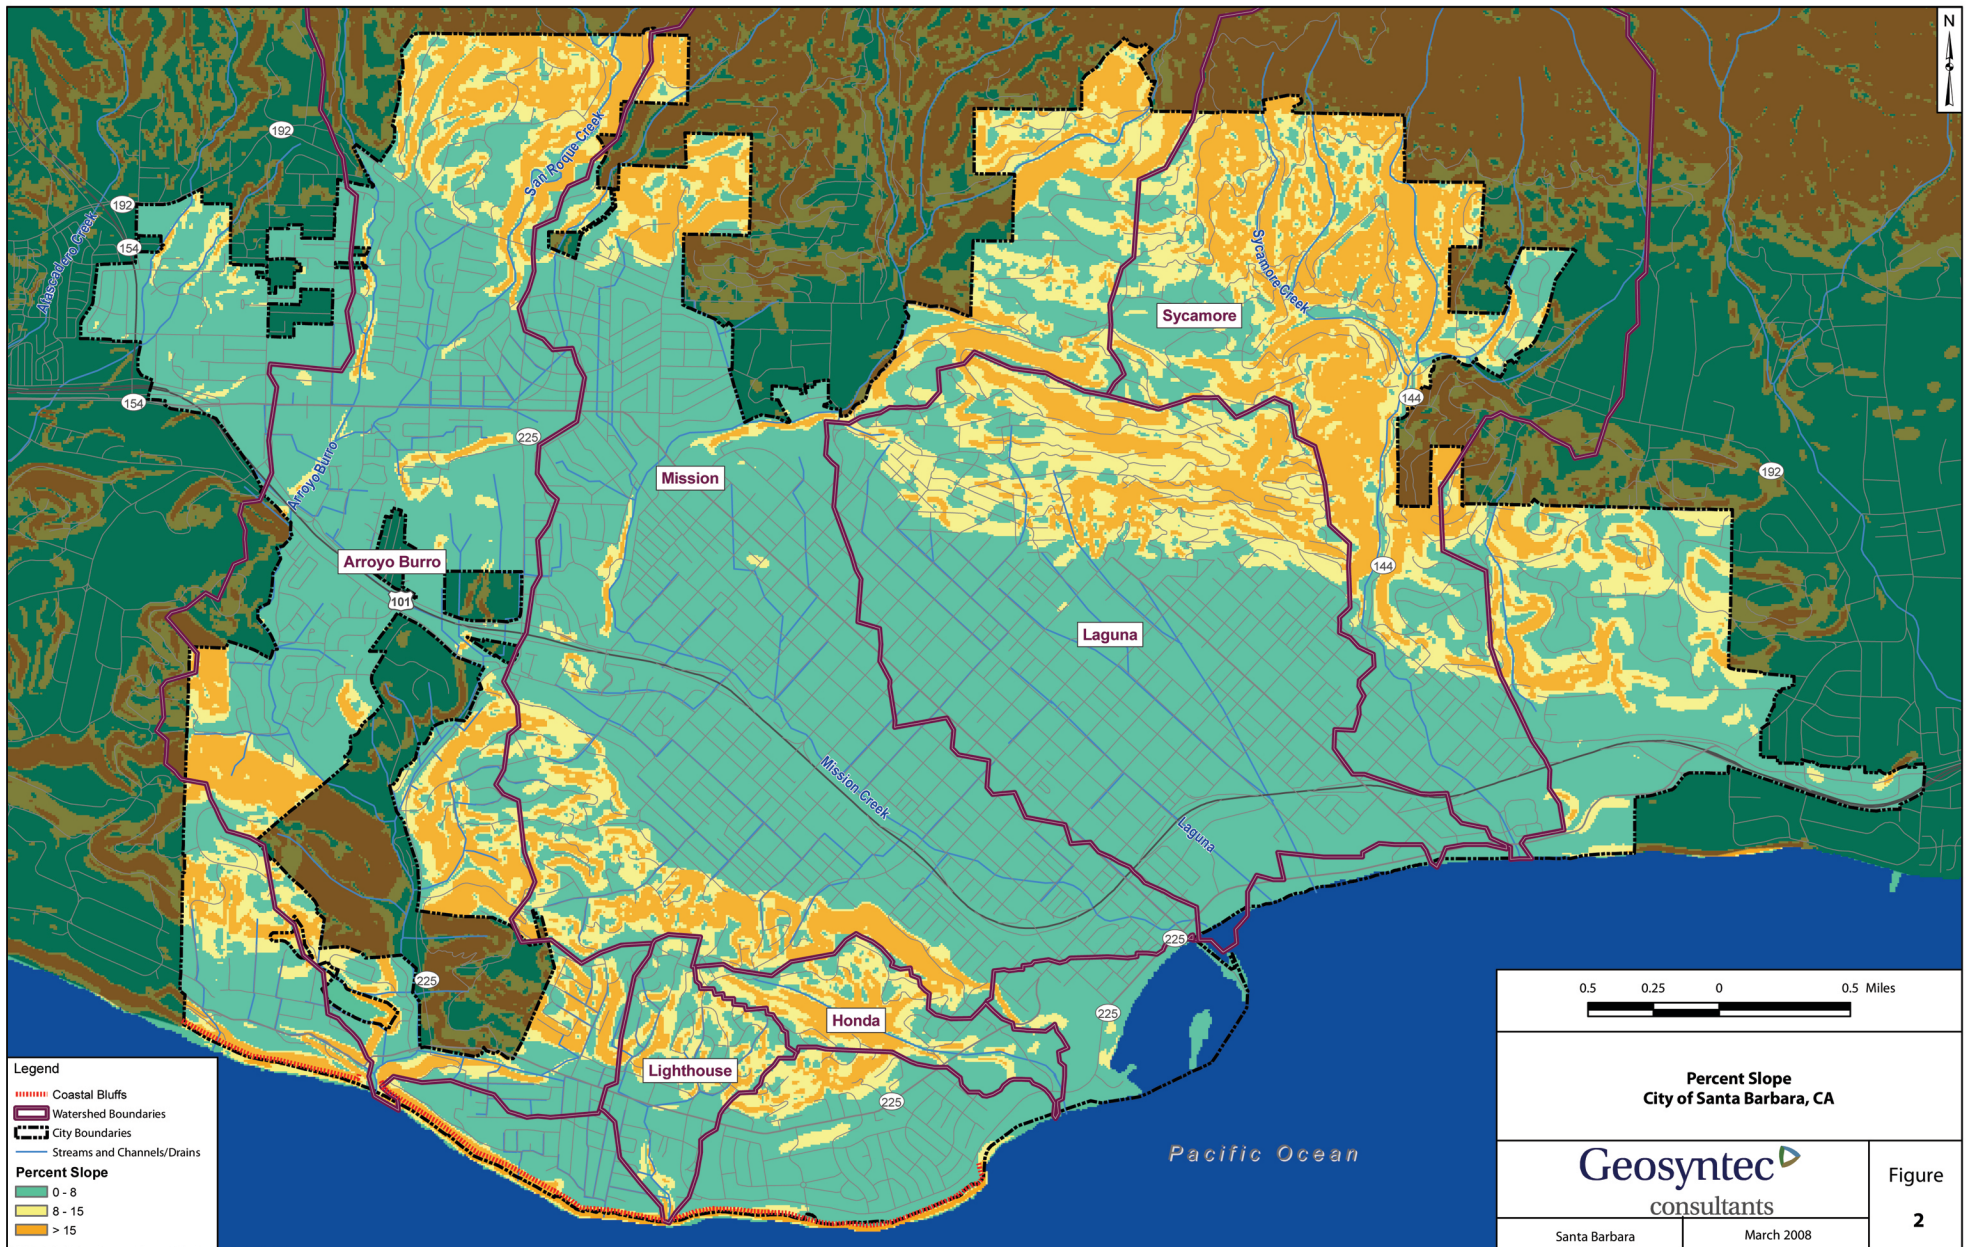 N
192
San Roque Creek
192
154
Atascadero Creek
Sycamore Creek
Sycamore
154
144
225
Mission
192
Arroyo Burro
Arroyo Burro
101
144
Laguna
Mission Creek
Laguna
225
225
225
Honda
Lighthouse
225
Pacific Ocean
0.5 0.25 0 0.5 Miles
Percent Slope
City of Santa Barbara, CA
Geosyntec
consultants
Figure
2
Santa Barbara
March 2008
Legend
Coastal Bluffs
Watershed Boundaries
City Boundaries
Streams and Channels/Drains
Percent Slope
0 - 8
8 - 15
> 15